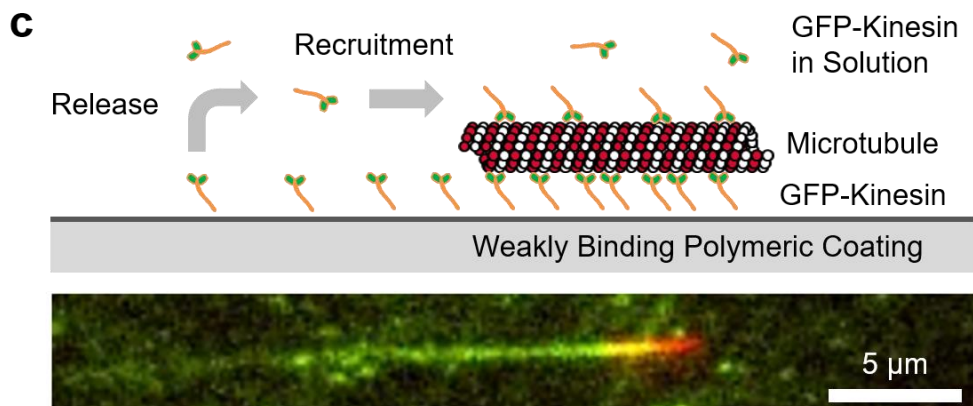 c
GFP-Kinesin
in Solution
Recruitment
Release
Microtubule
GFP-Kinesin
Weakly Binding Polymeric Coating
5 μm